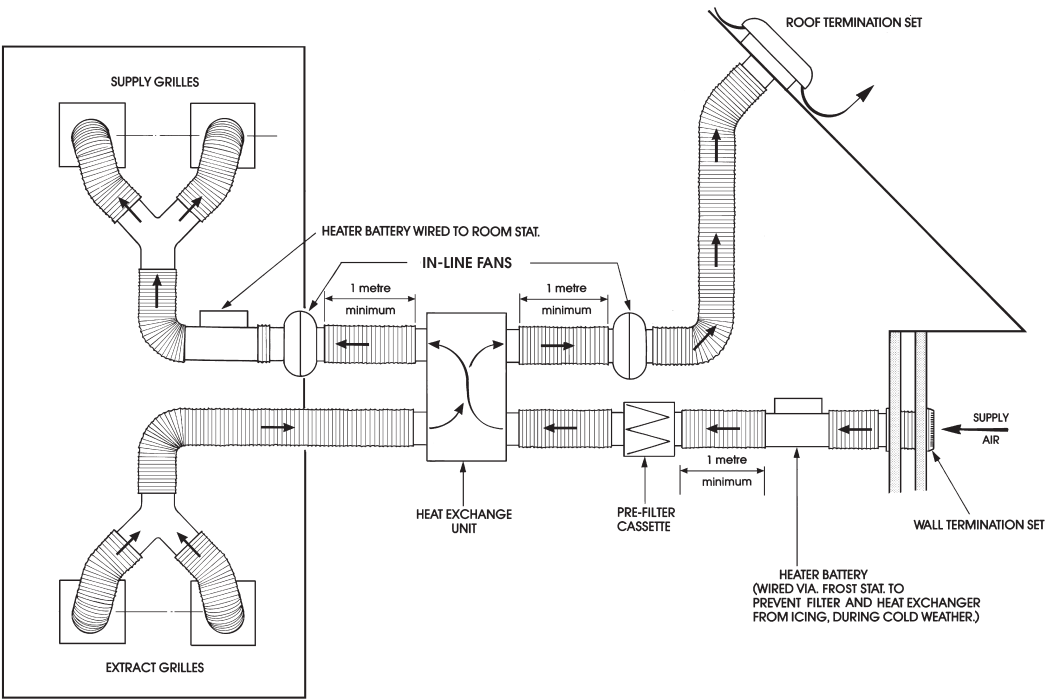 ROOF TERMINATION SET
SUPPLY GRILLES
HEATER BATTERY WIRED TO ROOM STAT.
IN-LINE FANS
1 metre
minimum
1 metre
minimum
SUPPLY
AIR
1 metre
minimum
HEAT EXCHANGE
UNIT
PRE-FILTER
CASSETTE
WALL TERMINATION SET
HEATER BATTERY
(WIRED VIA. FROST STAT. TO
PREVENT FILTER AND HEAT EXCHANGER
FROM ICING, DURING COLD WEATHER.)
EXTRACT GRILLES